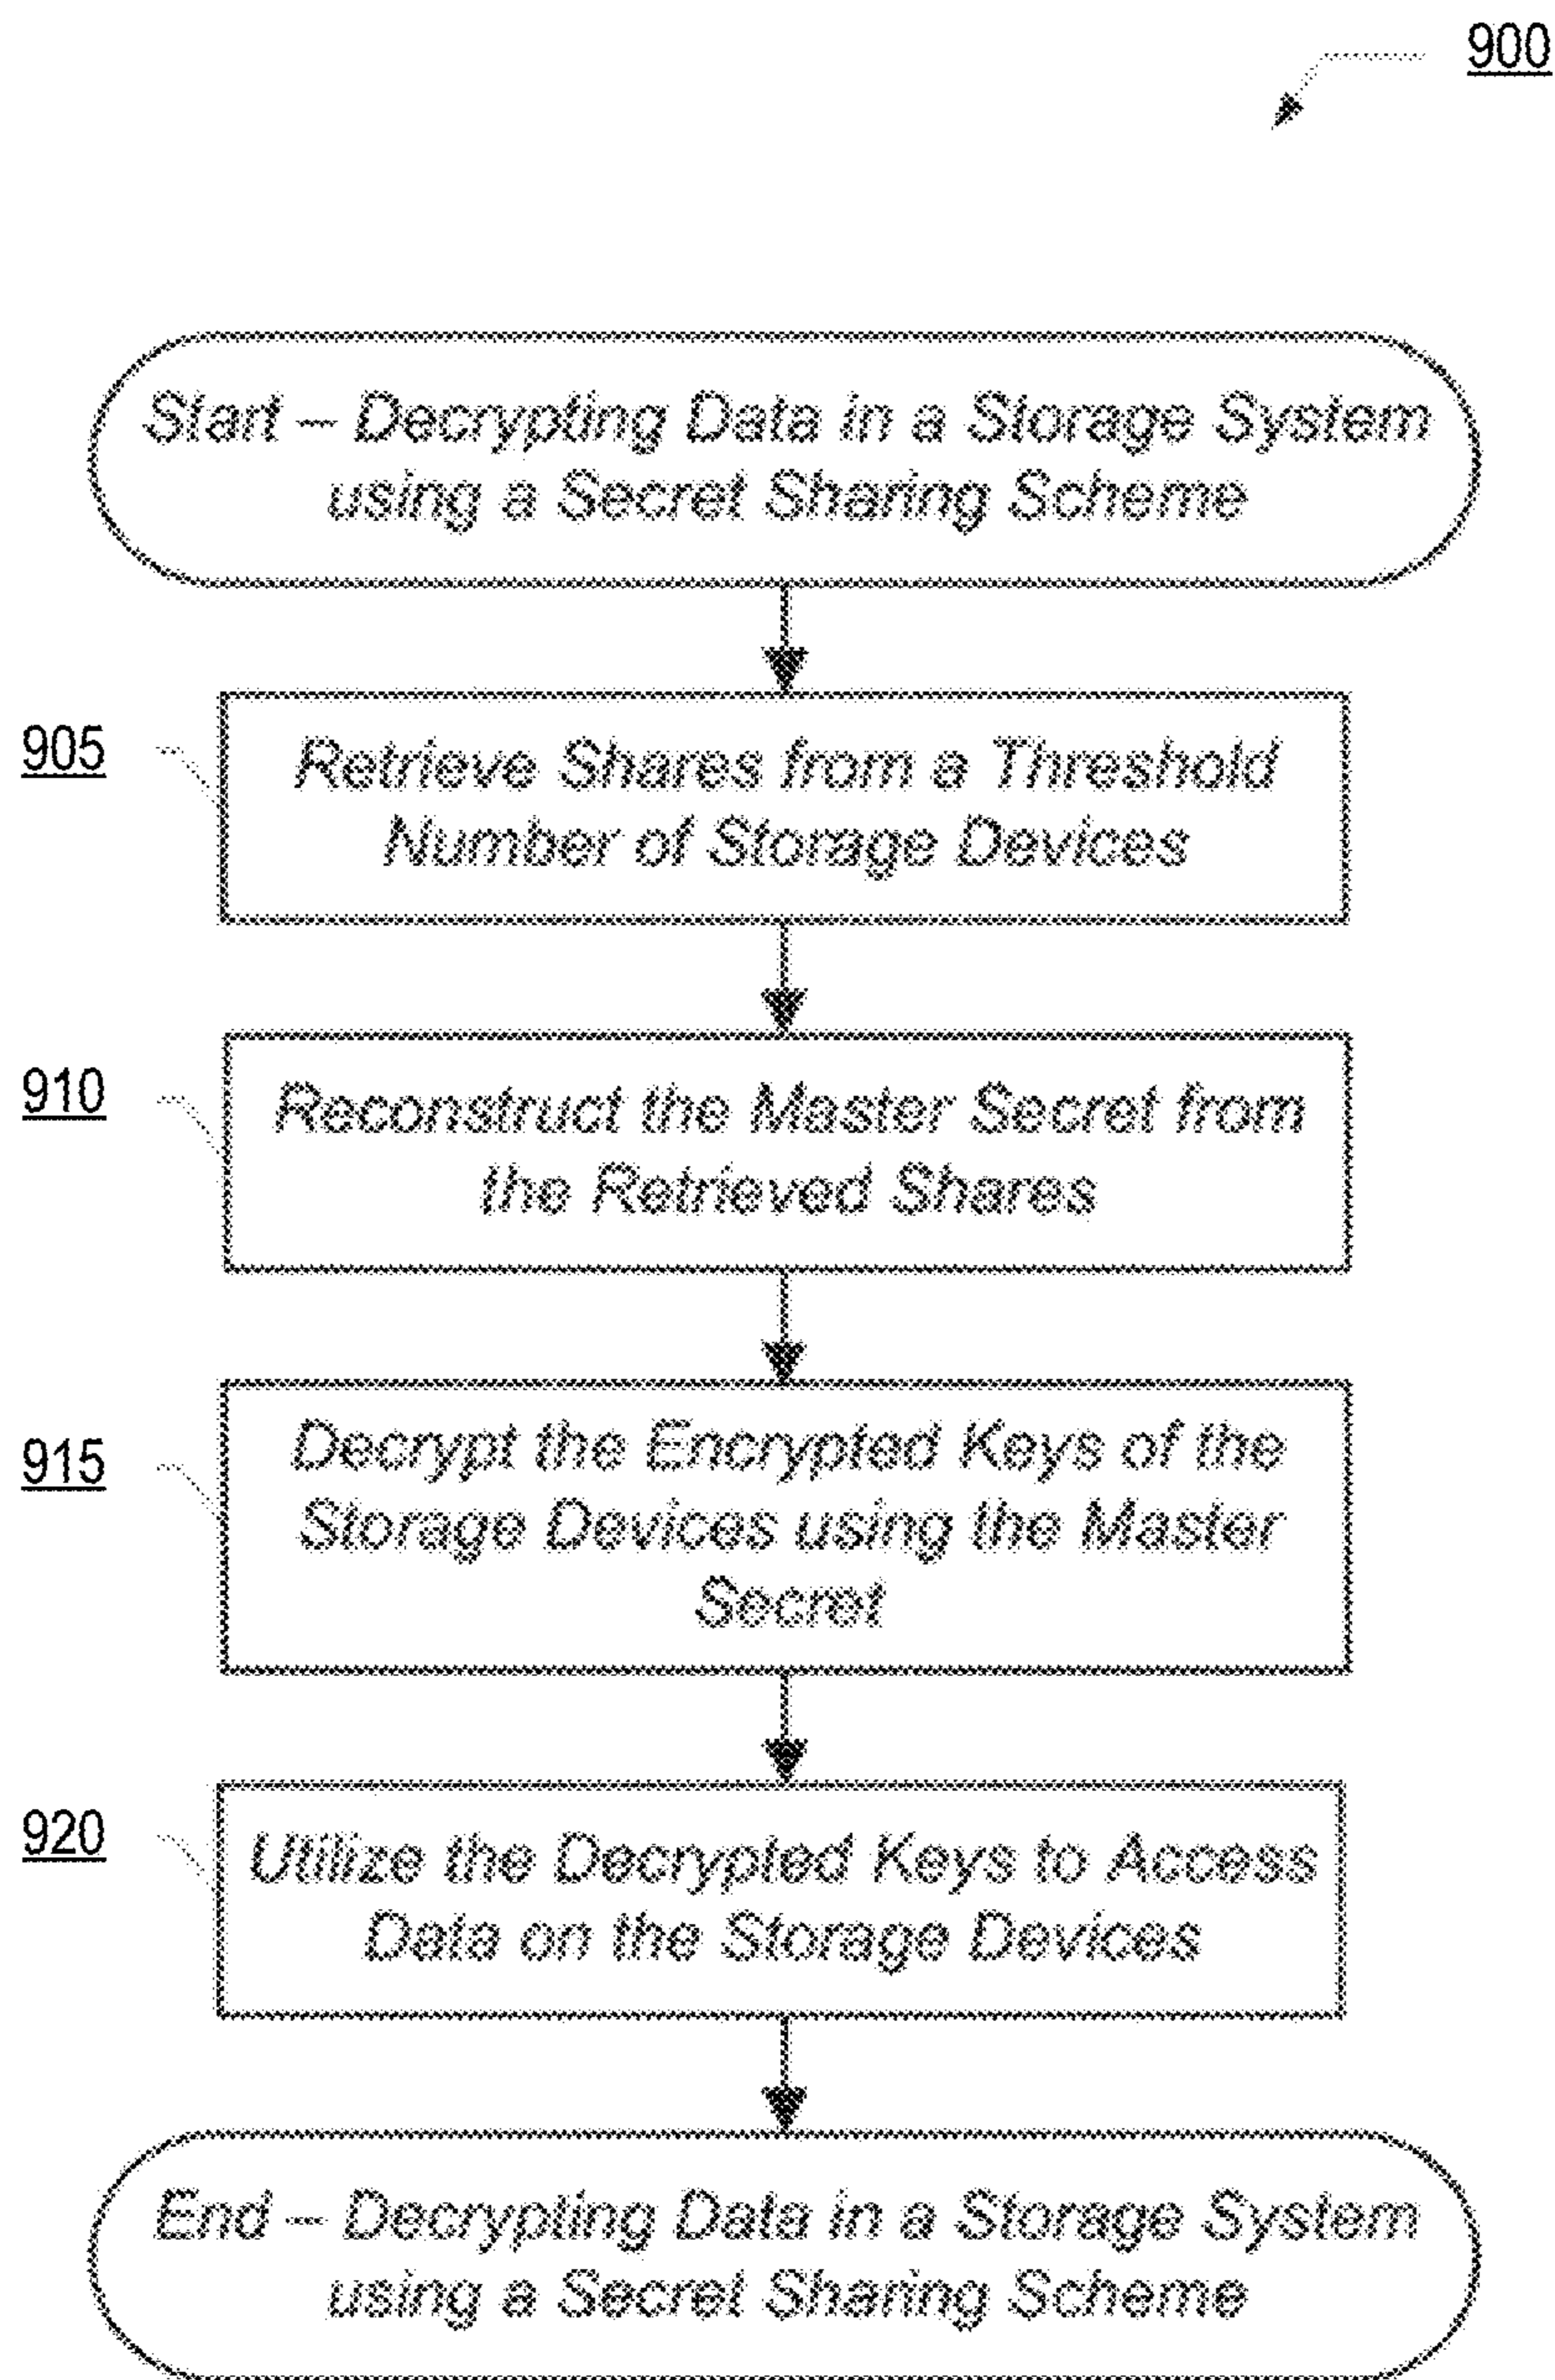 900
Start – Decrypting Data in a Storage System
using a Secret Sharing Scheme
905
Retrieve Shares from a Threshold
Number of Storage Devices
910
Reconstruct the Master Secret from
the Retrieved Shares
915
Decrypt the Encrypted Keys of the
Storage Devices using the Master
Secret
920
Utilize the Decrypted Keys to Access
Data on the Storage Devices
End – Decrypting Data in a Storage System
using a Secret Sharing Scheme